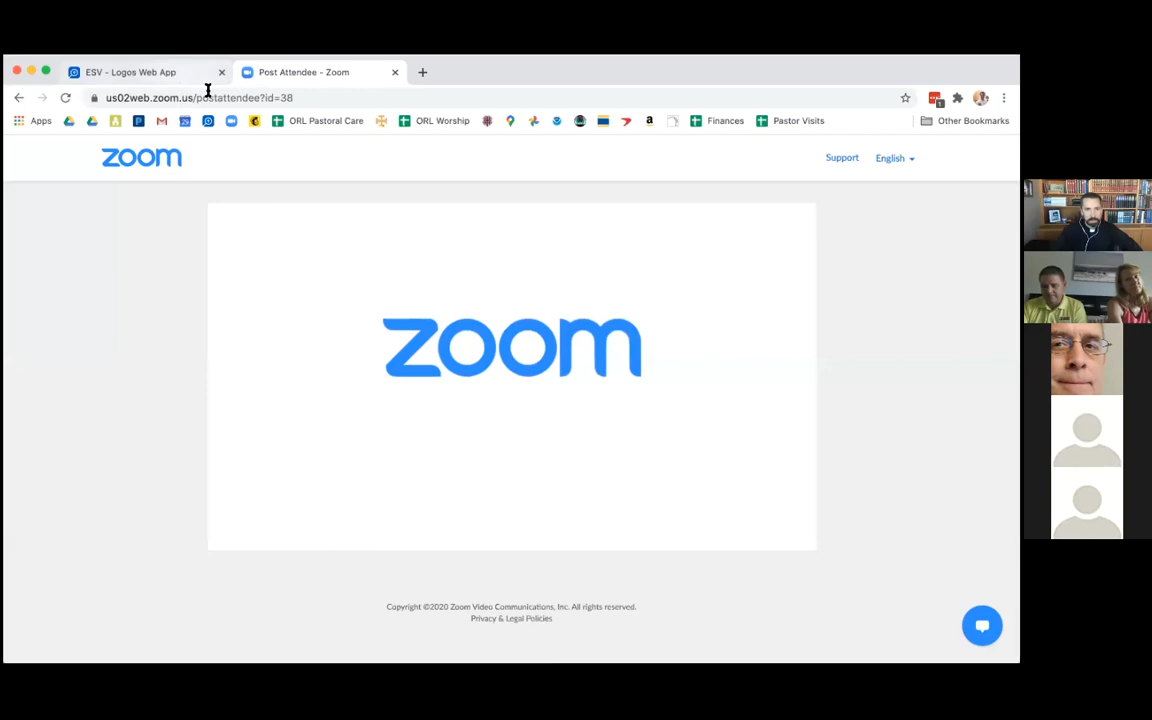 ESV - Logos Web App
Post Attendee - Zoom
us02web.zoom.us/postattendee?id=38
Apps
ORL Pastoral Care
ORL Worship
Finances
Pastor Visits
Other Bookmarks
zoom
Support
English
zoom
Copyright ©2020 Zoom Video Communications, Inc. All rights reserved.
Privacy & Legal Policies